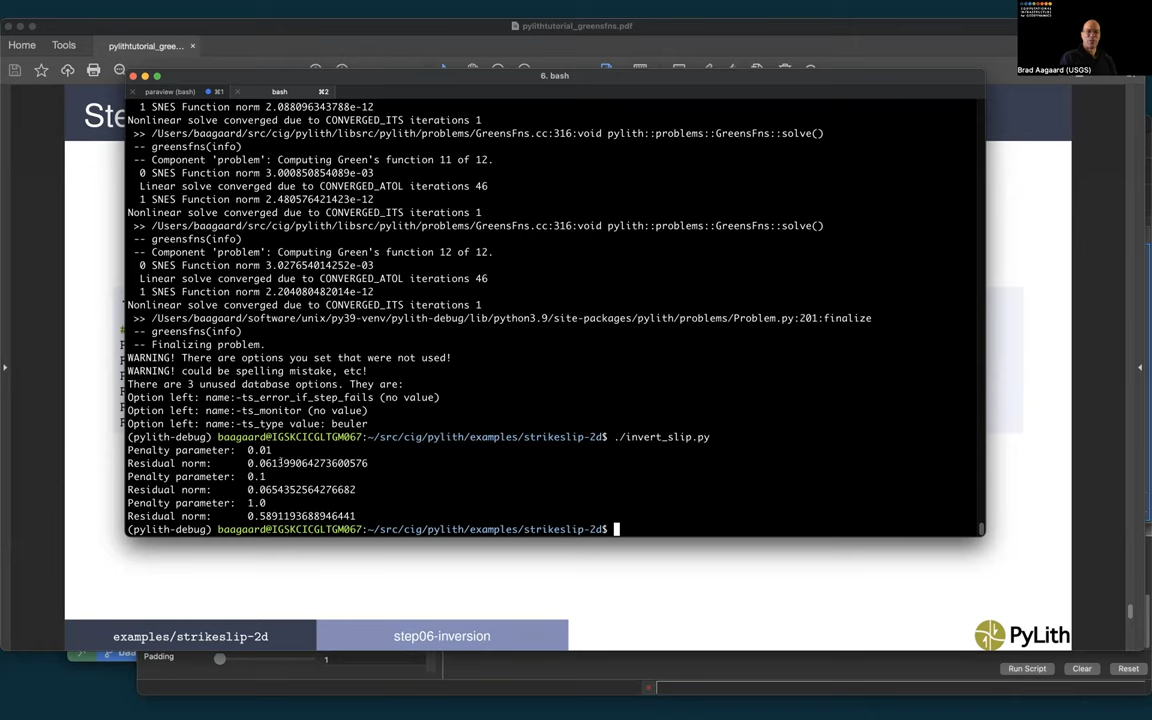 pylithtutorial_greensfns.pdf
COMPUTATIONAL
INFRASTRUCTURE
for GEODYNAMICS
Brad Aagaard (USGS)
Home Tools pylithtutorial_gree... ×
6. bash
paraview (bash) ⌘1 bash ⌘2
Ste
1 SNES Function norm 2.088096343788e-12
Nonlinear solve converged due to CONVERGED_ITS iterations 1
>> /Users/baagaard/src/cig/pylith/libsrc/pylith/problems/GreensFns.cc:316:void pylith::problems::GreensFns::solve()
-- greensfns(info)
-- Component 'problem': Computing Green's function 11 of 12.
0 SNES Function norm 3.000850854089e-03
Linear solve converged due to CONVERGED_ATOL iterations 46
1 SNES Function norm 2.480576421423e-12
Nonlinear solve converged due to CONVERGED_ITS iterations 1
>> /Users/baagaard/src/cig/pylith/libsrc/pylith/problems/GreensFns.cc:316:void pylith::problems::GreensFns::solve()
-- greensfns(info)
-- Component 'problem': Computing Green's function 12 of 12.
0 SNES Function norm 3.027654014252e-03
Linear solve converged due to CONVERGED_ATOL iterations 46
1 SNES Function norm 2.204080482014e-12
Nonlinear solve converged due to CONVERGED_ITS iterations 1
>> /Users/baagaard/software/unix/py39-venv/pylith-debug/lib/python3.9/site-packages/pylith/problems/Problem.py:201:finalize
-- greensfns(info)
-- Finalizing problem.
WARNING! There are options you set that were not used!
WARNING! could be spelling mistake, etc!
There are 3 unused database options. They are:
Option left: name:-ts_error_if_step_fails (no value)
Option left: name:-ts_monitor (no value)
Option left: name:-ts_type value: beuler
(pylith-debug) baagaard@IGSKCICGLTGM067:~/src/cig/pylith/examples/strikeslip-2d$ ./invert_slip.py
Penalty parameter: 0.01
Residual norm: 0.061399064273600576
Penalty parameter: 0.1
Residual norm: 0.0654352564276682
Penalty parameter: 1.0
Residual norm: 0.5891193688946441
(pylith-debug) baagaard@IGSKCICGLTGM067:~/src/cig/pylith/examples/strikeslip-2d$
examples/strikeslip-2d step06-inversion PyLith
Padding 1 Run Script Clear Reset